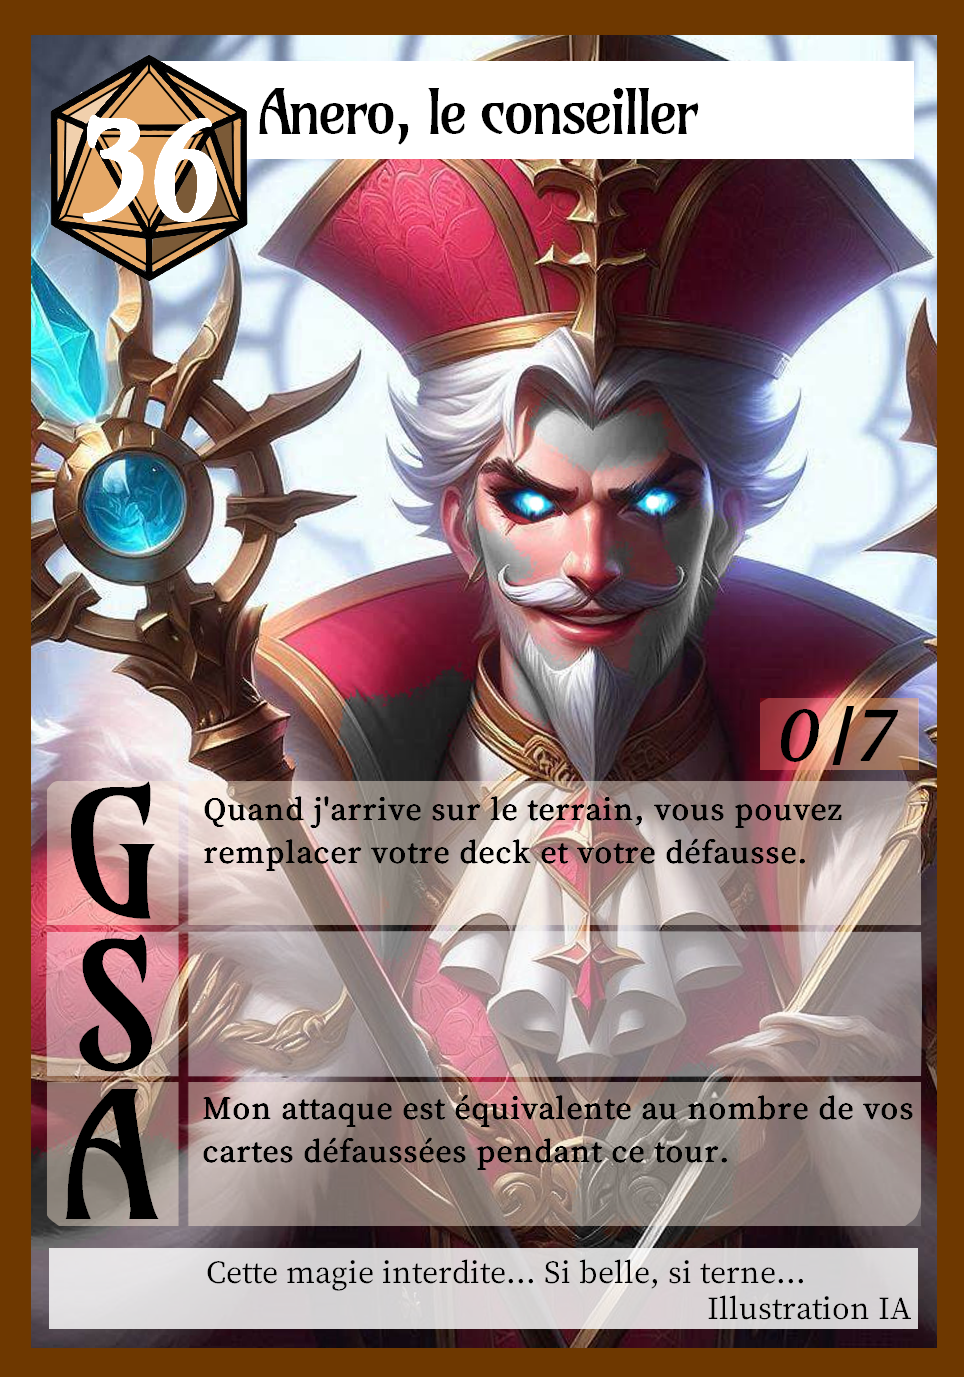 36
Anero, le conseiller
0/7
G
Quand j'arrive sur le terrain, vous pouvez
remplacer votre deck et votre défausse.
S
A
Mon attaque est équivalente au nombre de vos
cartes défaussées pendant ce tour.
Cette magie interdite... Si belle, si terne...
Illustration IA